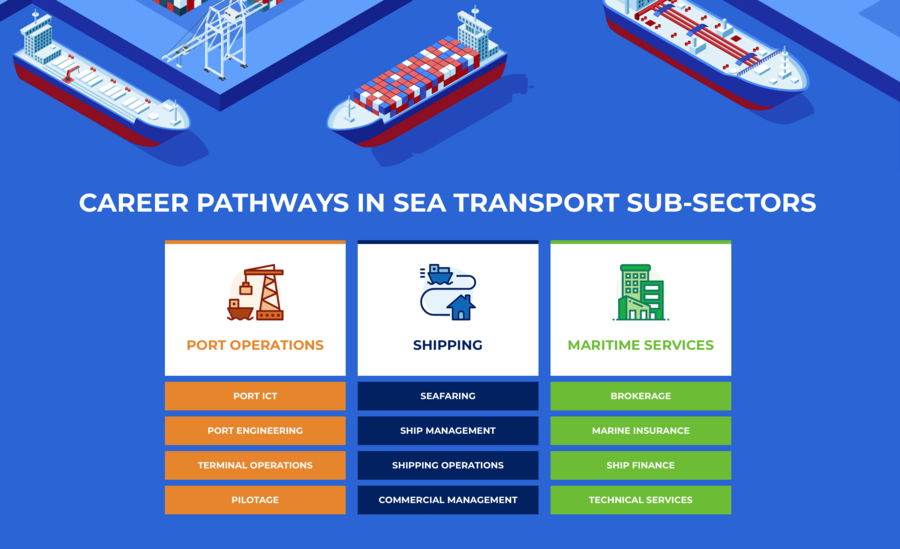 CAREER PATHWAYS IN SEA TRANSPORT SUB-SECTORS
PORT OPERATIONS
PORT ICT
PORT ENGINEERING
TERMINAL OPERATIONS
PILOTAGE
SHIPPING
SEAFARING
SHIP MANAGEMENT
SHIPPING OPERATIONS
COMMERCIAL MANAGEMENT
MARITIME SERVICES
BROKERAGE
MARINE INSURANCE
SHIP FINANCE
TECHNICAL SERVICES